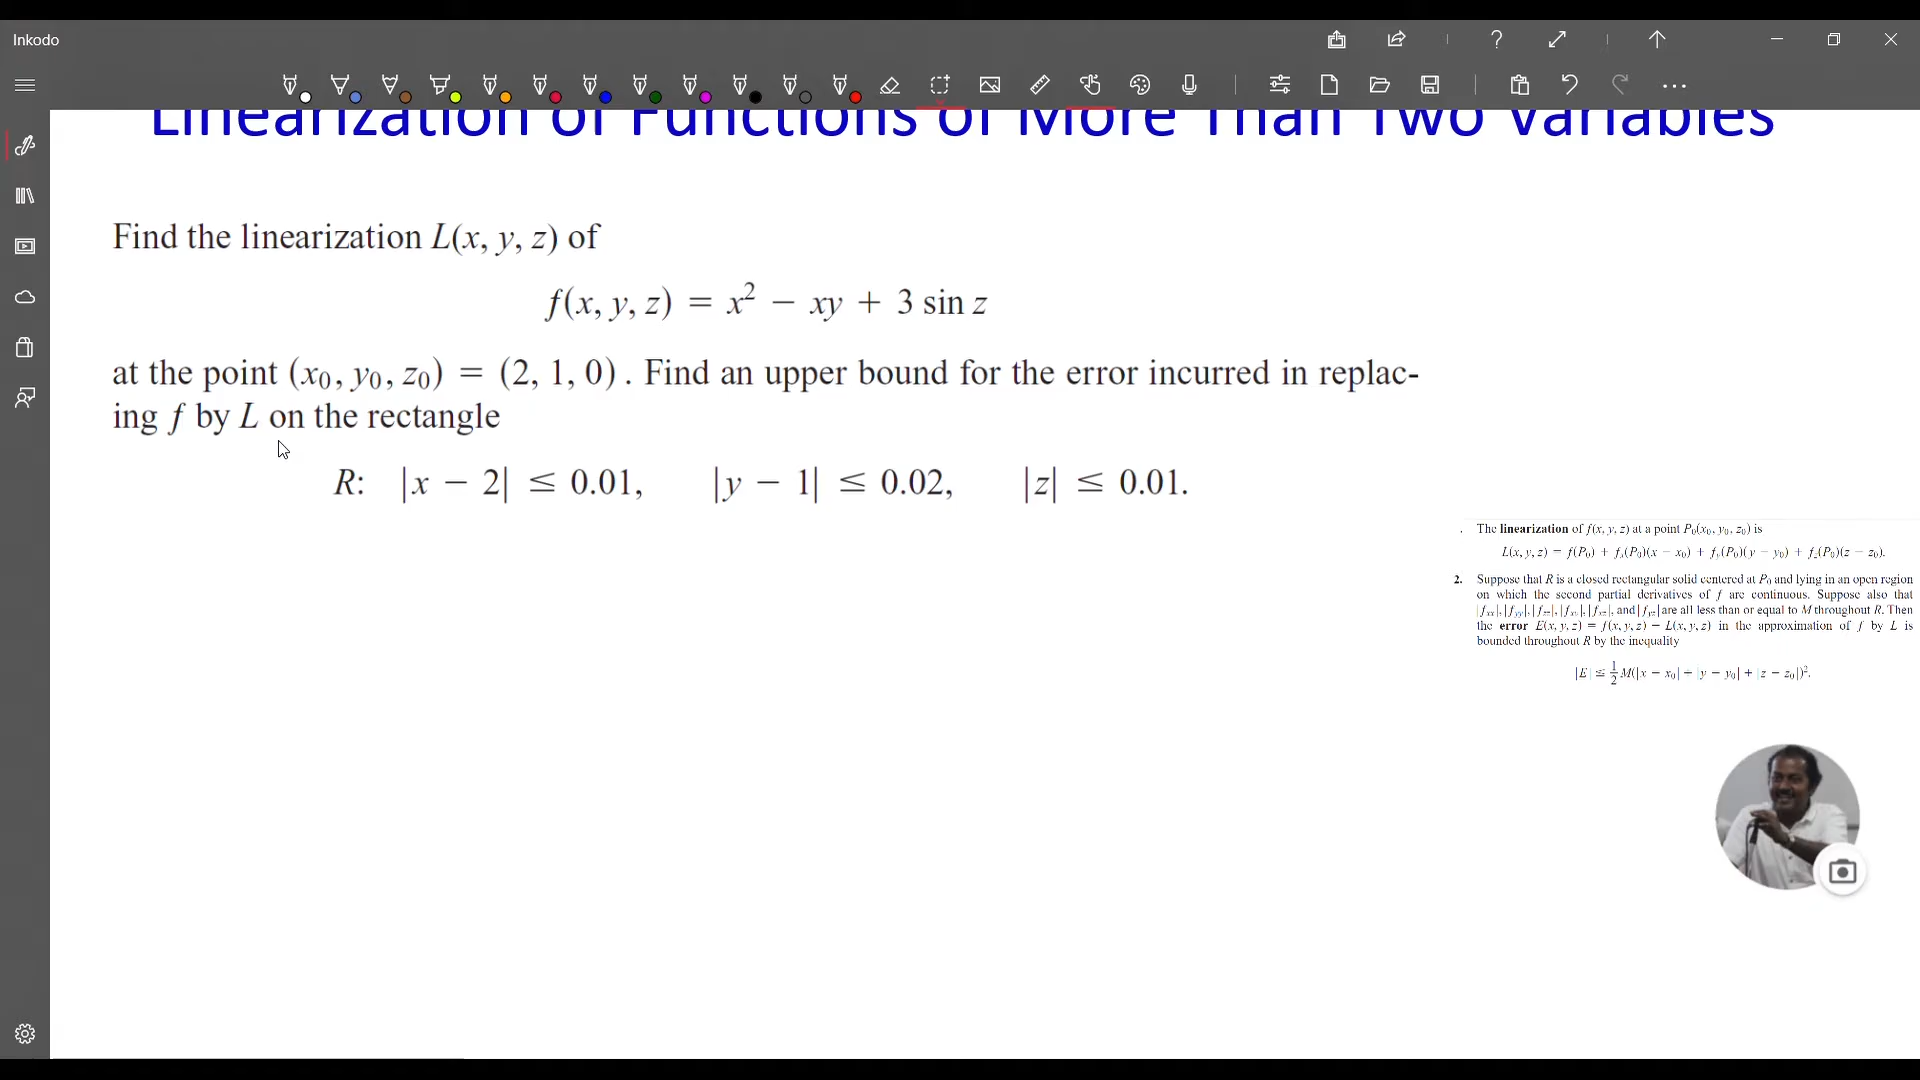 Inkodo
Linearization of Functions of More Than Two Variables
Find the linearization L(x, y, z) of
f(x, y, z) = x² − xy + 3 sin z
at the point (x₀, y₀, z₀) = (2, 1, 0). Find an upper bound for the error incurred in replac-
ing f by L on the rectangle
R: |x − 2| ≤ 0.01, |y − 1| ≤ 0.02, |z| ≤ 0.01.
. The linearization of f(x, y, z) at a point P₀(x₀, y₀, z₀) is
L(x, y, z) = f(P₀) + fₓ(P₀)(x − x₀) + f_y(P₀)(y − y₀) + f_z(P₀)(z − z₀).
2. Suppose that R is a closed rectangular solid centered at P₀ and lying in an open region
on which the second partial derivatives of f are continuous. Suppose also that
|f_xx|, |f_yy|, |f_zz|, |f_xy|, |f_xz|, and |f_yz| are all less than or equal to M throughout R. Then
the error E(x, y, z) = f(x, y, z) − L(x, y, z) in the approximation of f by L is
bounded throughout R by the inequality
|E| ≤ 1/2 M(|x − x₀| + |y − y₀| + |z − z₀|)².